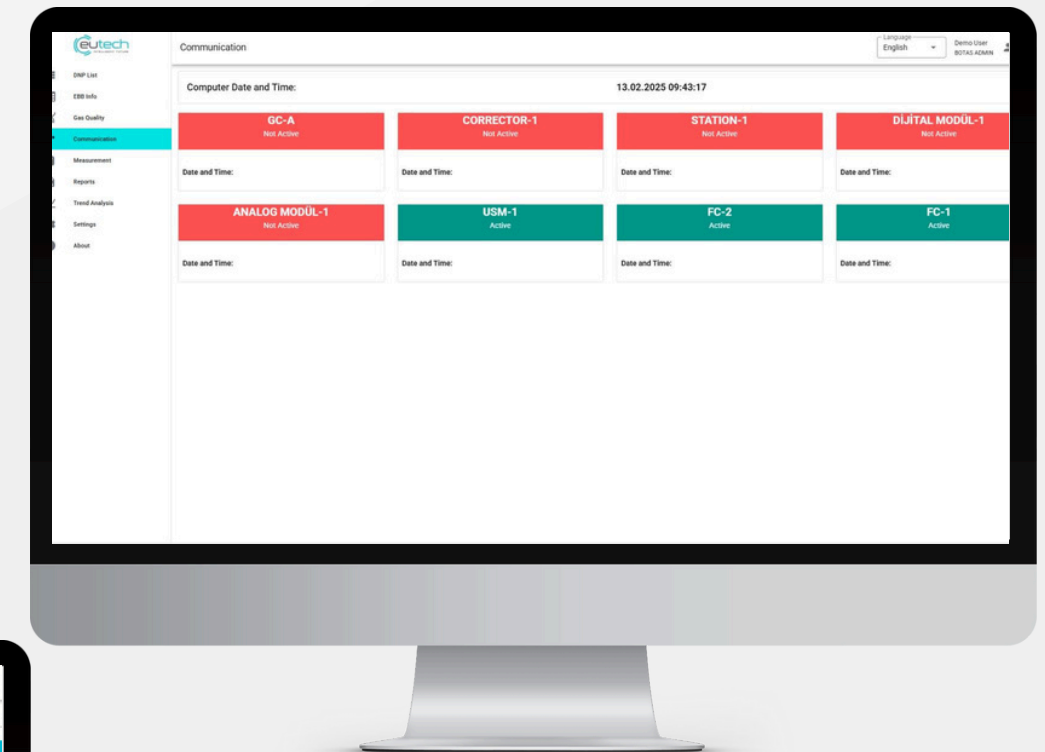 eutech
Communication
Language
English
Demo User
BOTAS ADMIN
DNP List
EBB Info
Gas Quality
Communication
Measurement
Reports
Trend Analysis
Settings
About
Computer Date and Time:
13.02.2025 09:43:17
GC-A
Not Active
Date and Time:
CORRECTOR-1
Not Active
Date and Time:
STATION-1
Not Active
Date and Time:
DİJİTAL MODÜL-1
Not Active
Date and Time:
ANALOG MODÜL-1
Not Active
Date and Time:
USM-1
Active
Date and Time:
FC-2
Active
Date and Time:
FC-1
Active
Date and Time: